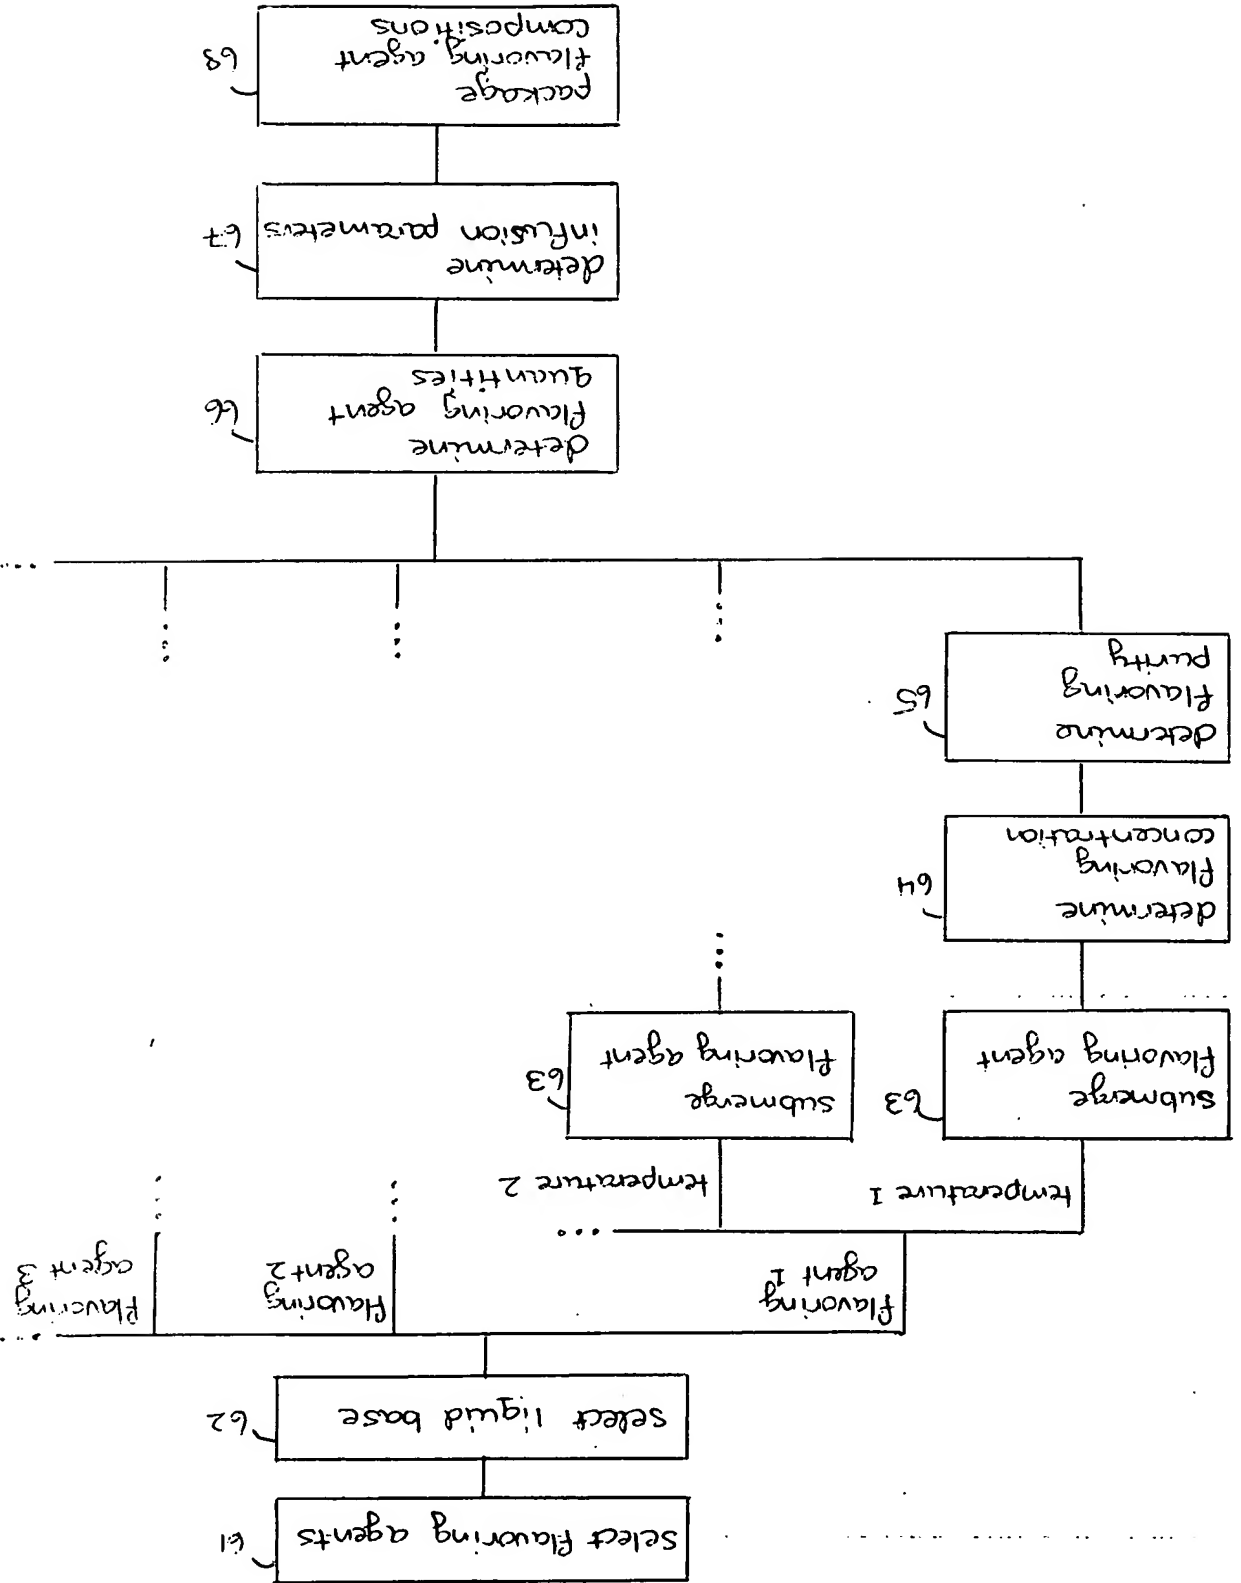 select flavoring agents
61
select liquid base
62
flavoring
agent 1
flavoring
agent 2
flavoring
agent 3
...
temperature 1
temperature 2
...
submerge
flavoring agent
63
submerge
flavoring agent
63
determine
flavoring
concentration
64
determine
flavoring
purity
65
...
determine
flavoring agent
quantities
66
determine
infusion parameters
67
package
flavoring agent
compositions
68